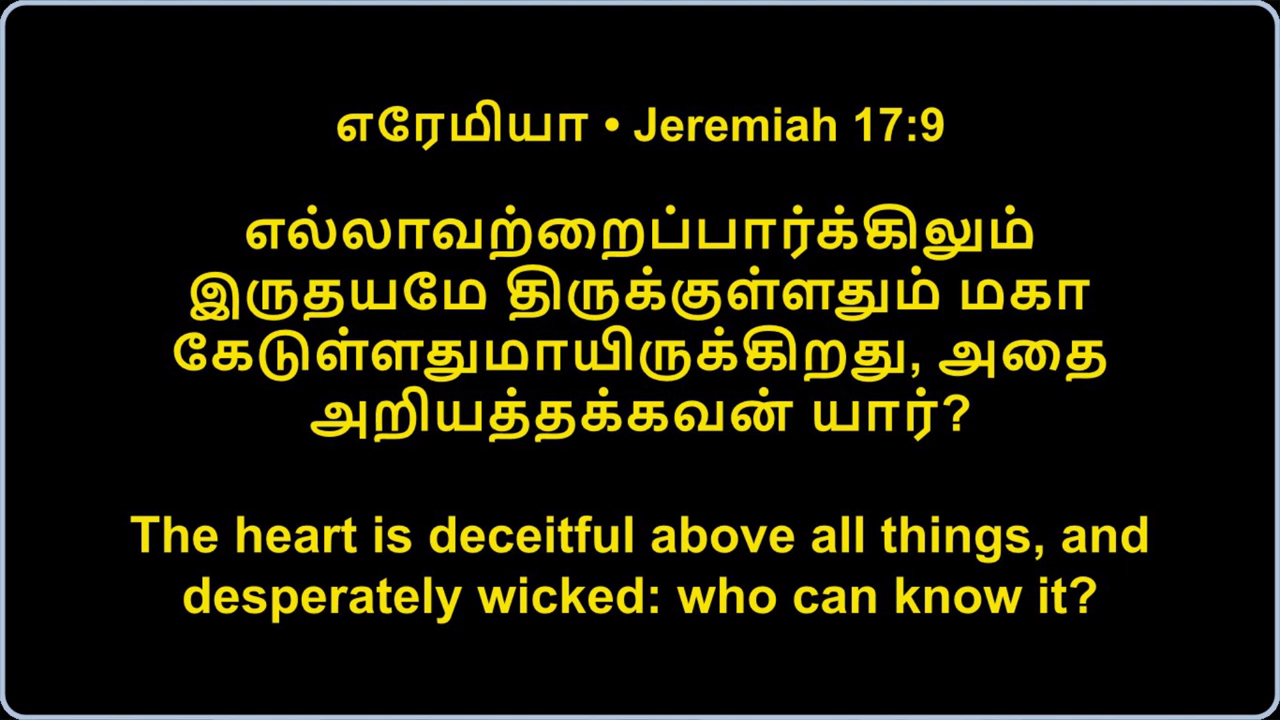 எரேமியா • Jeremiah 17:9
எல்லாவற்றைப்பார்க்கிலும்
இருதயமே திருக்குள்ளதும் மகா
கேடுள்ளதுமாயிருக்கிறது, அதை
அறியத்தக்கவன் யார்?
The heart is deceitful above all things, and
desperately wicked: who can know it?